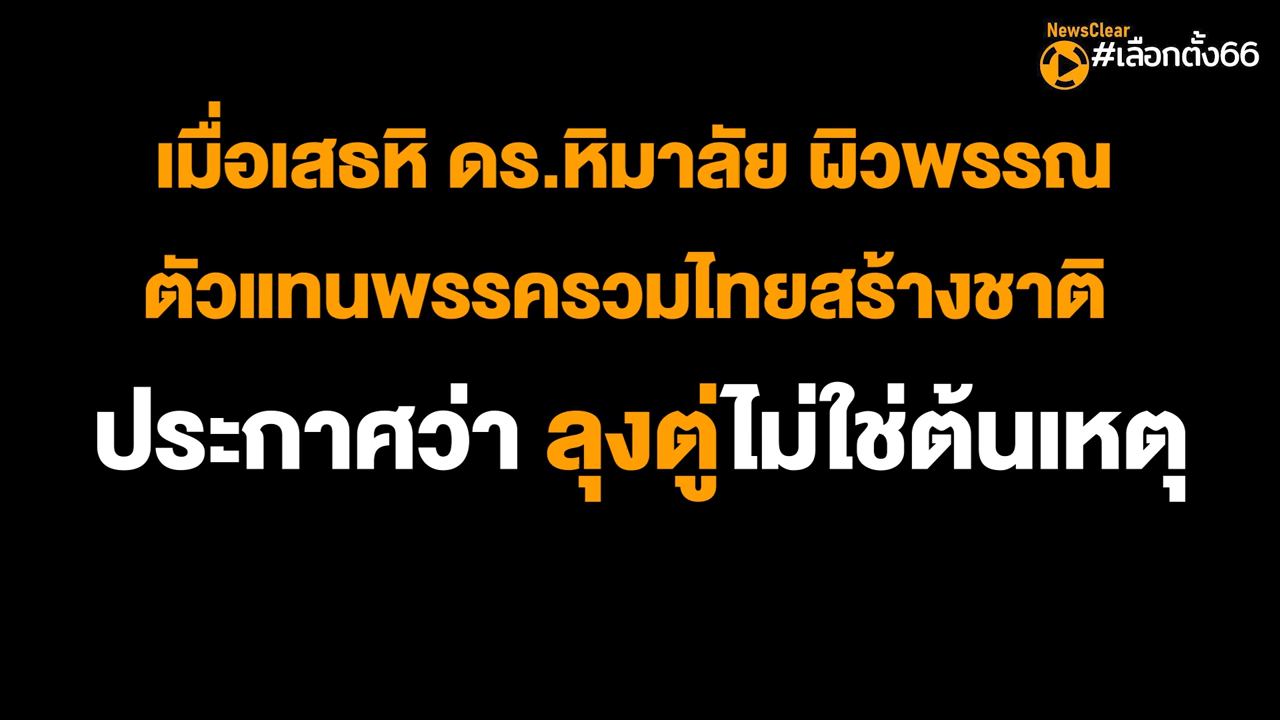 NewsClear
#เลือกตั้ง66
เมื่อเสธหิ ดร.หิมาลัย ผิวพรรณ
ตัวแทนพรรครวมไทยสร้างชาติ
ประกาศว่า ลุงตู่ไม่ใช่ต้นเหตุ